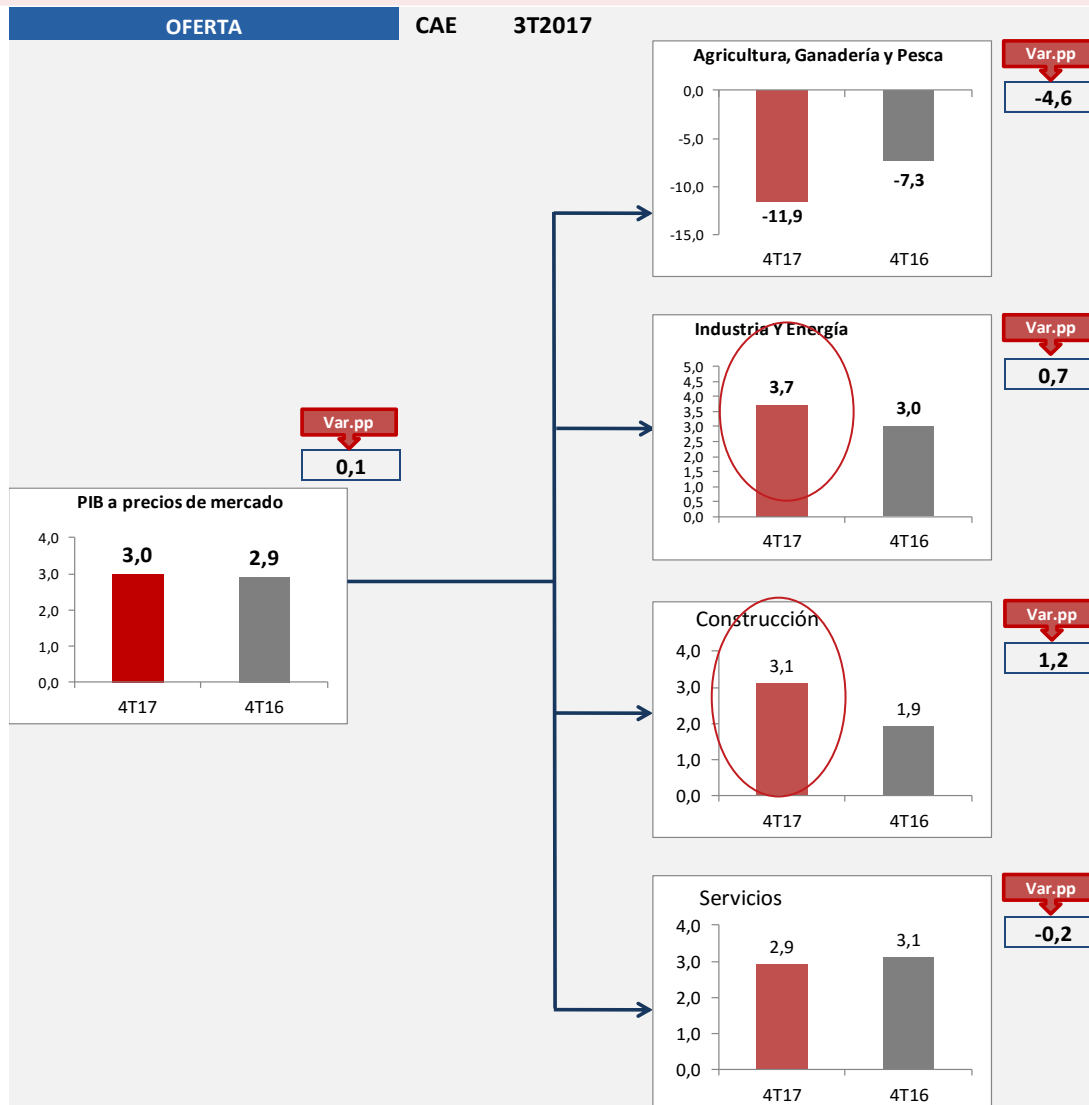 OFERTA CAE 3T2017
Agricultura, Ganadería y Pesca
0,0
-5,0
-10,0
-15,0
-11,9
-7,3
4T17 4T16
Var.pp
-4,6
Industria Y Energía
5,0
4,5
4,0
3,5
3,0
2,5
2,0
1,5
1,0
0,5
0,0
3,7
3,0
4T17 4T16
Var.pp
0,7
Var.pp
0,1
PIB a precios de mercado
4,0
3,0
2,0
1,0
0,0
3,0
2,9
4T17 4T16
Construcción
4,0
3,0
2,0
1,0
0,0
3,1
1,9
4T17 4T16
Var.pp
1,2
Servicios
4,0
3,0
2,0
1,0
0,0
2,9
3,1
4T17 4T16
Var.pp
-0,2